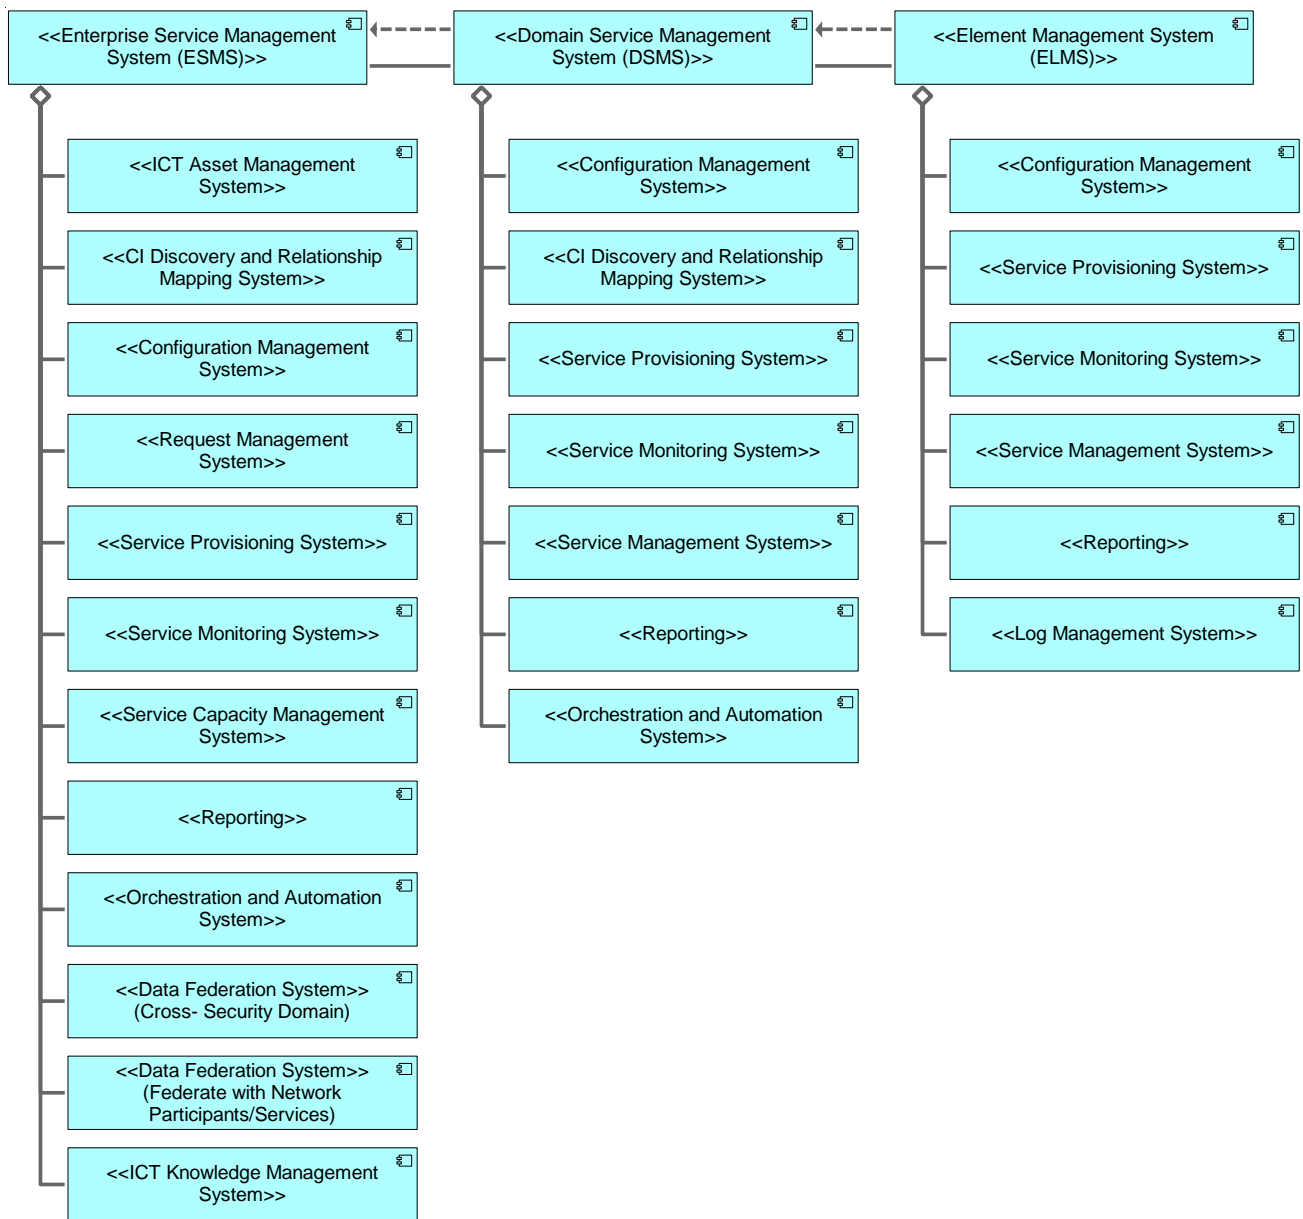 <<Enterprise Service Management
System (ESMS)>>
<<Domain Service Management
System (DSMS)>>
<<Element Management System
(ELMS)>>
<<ICT Asset Management
System>>
<<CI Discovery and Relationship
Mapping System>>
<<Configuration Management
System>>
<<Request Management
System>>
<<Service Provisioning System>>
<<Service Monitoring System>>
<<Service Capacity Management
System>>
<<Reporting>>
<<Orchestration and Automation
System>>
<<Data Federation System>>
(Cross- Security Domain)
<<Data Federation System>>
(Federate with Network
Participants/Services)
<<ICT Knowledge Management
System>>
<<Configuration Management
System>>
<<CI Discovery and Relationship
Mapping System>>
<<Service Provisioning System>>
<<Service Monitoring System>>
<<Service Management System>>
<<Reporting>>
<<Orchestration and Automation
System>>
<<Configuration Management
System>>
<<Service Provisioning System>>
<<Service Monitoring System>>
<<Service Management System>>
<<Reporting>>
<<Log Management System>>